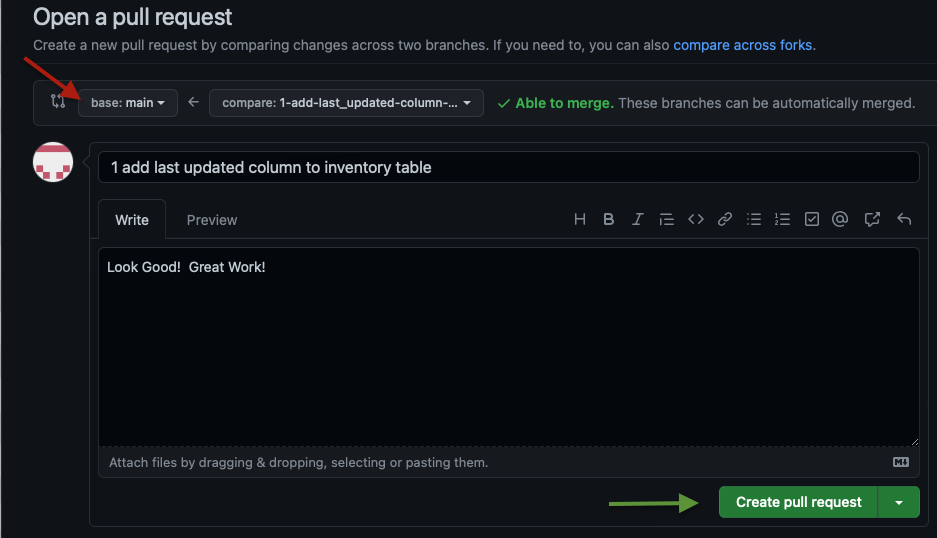 Open a pull request
Create a new pull request by comparing changes across two branches. If you need to, you can also compare across forks.
base: main
compare: 1-add-last_updated-column-...
Able to merge. These branches can be automatically merged.
1 add last updated column to inventory table
Write Preview
Look Good!  Great Work!
Attach files by dragging & dropping, selecting or pasting them.
Create pull request